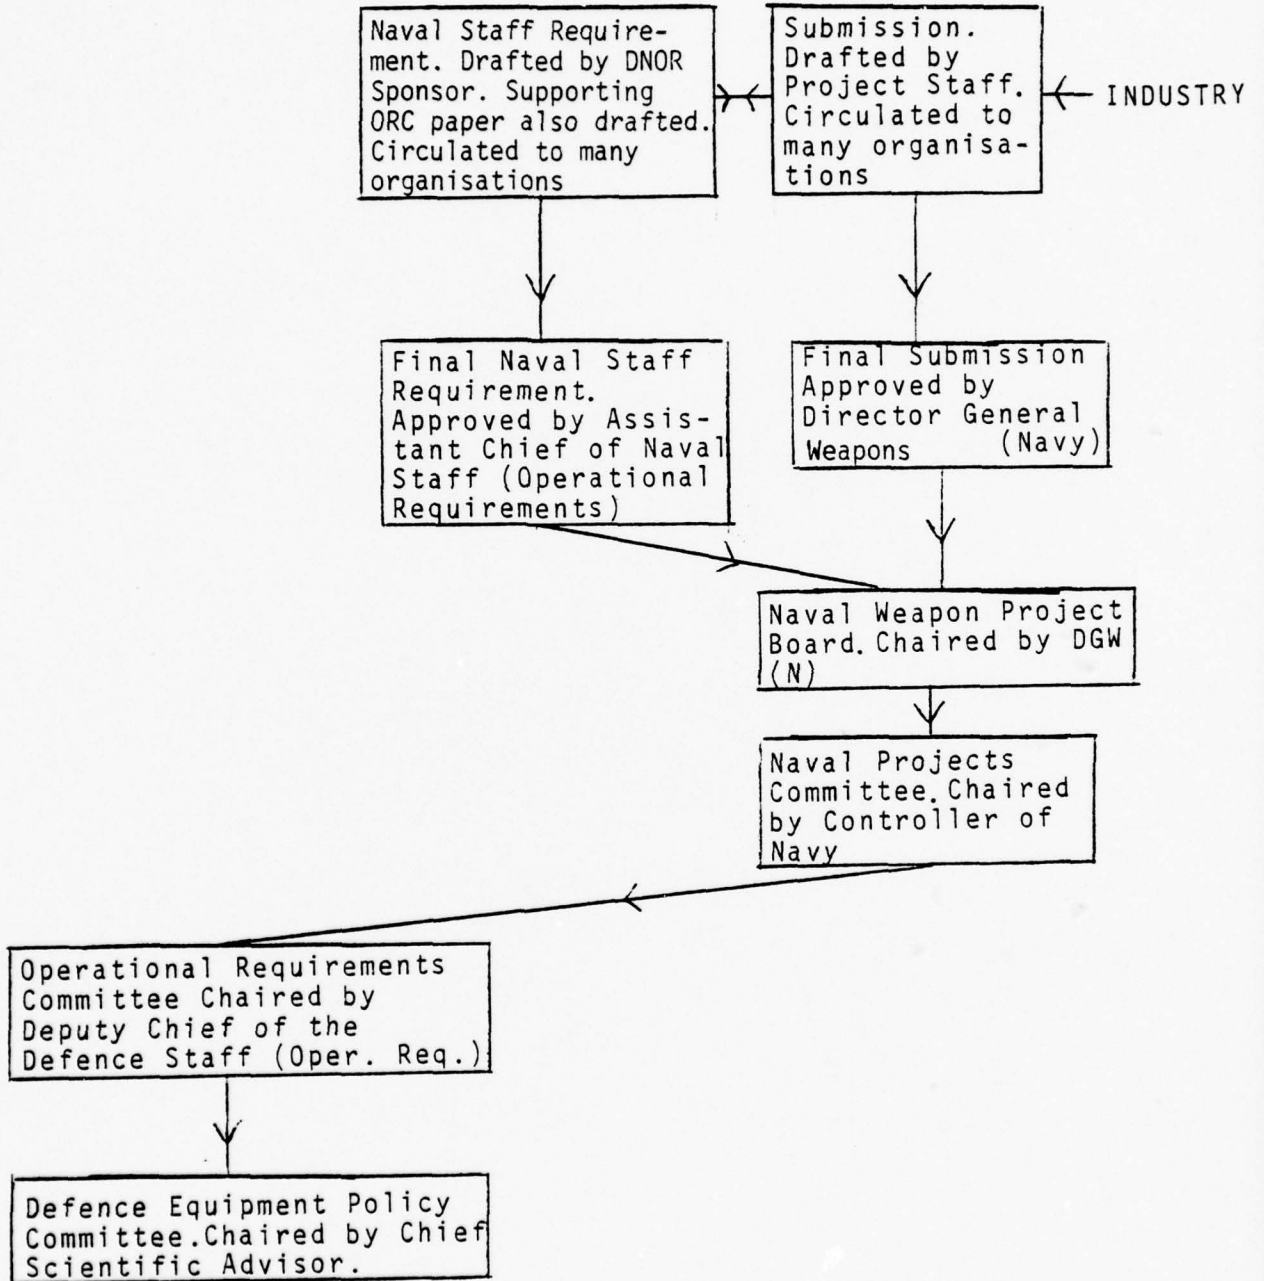 Naval Staff Require-
ment. Drafted by DNOR
Sponsor. Supporting
ORC paper also drafted.
Circulated to many
organisations
Submission.
Drafted by
Project Staff.
Circulated to
many organisa-
tions
INDUSTRY
Final Naval Staff
Requirement.
Approved by Assis-
tant Chief of Naval
Staff (Operational
Requirements)
Final Submission
Approved by
Director General
Weapons (Navy)
Naval Weapon Project
Board. Chaired by DGW
(N)
Naval Projects
Committee. Chaired
by Controller of
Navy
Operational Requirements
Committee Chaired by
Deputy Chief of the
Defence Staff (Oper. Req.)
Defence Equipment Policy
Committee. Chaired by Chief
Scientific Advisor.